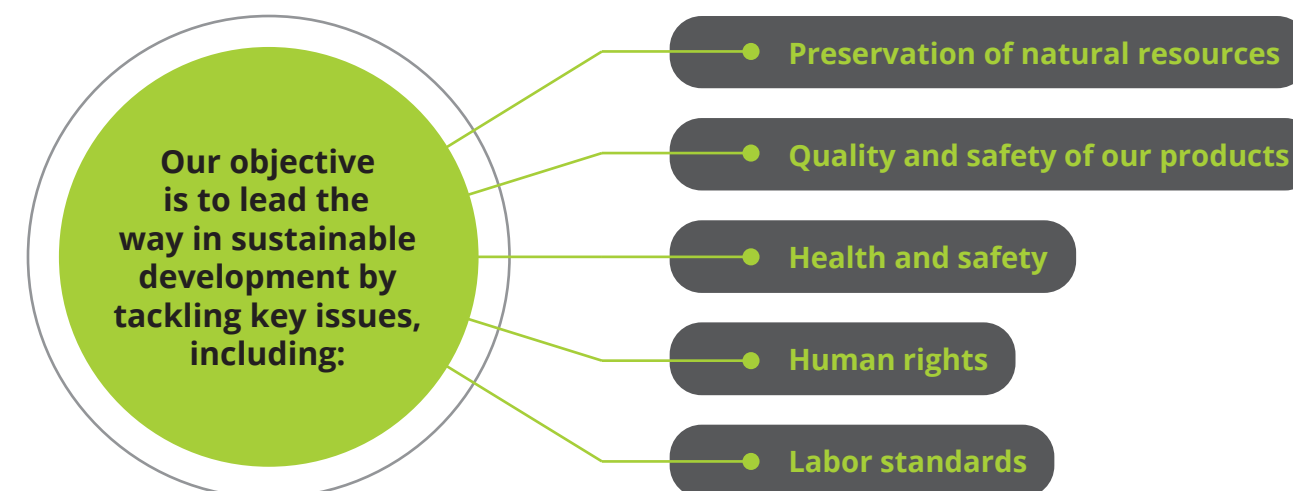 Our objective
is to lead the
way in sustainable
development by
tackling key issues,
including:
Preservation of natural resources
Quality and safety of our products
Health and safety
Human rights
Labor standards